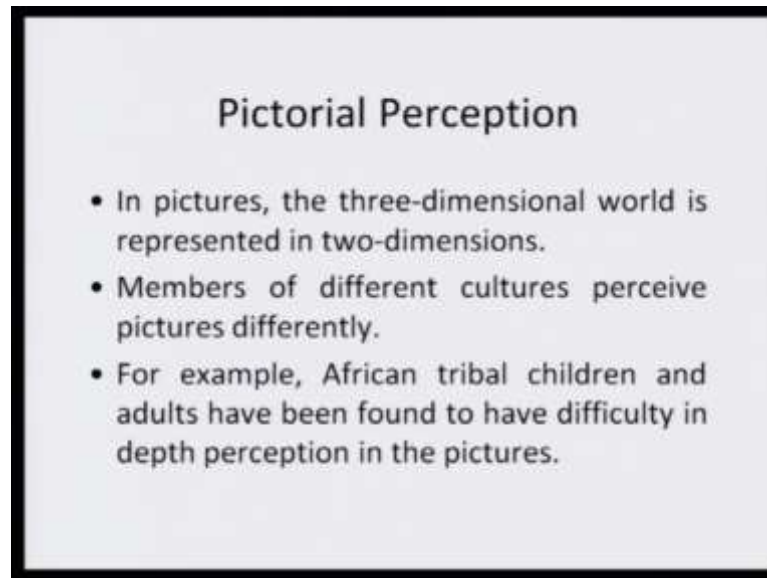 Pictorial Perception
• In pictures, the three-dimensional world is
represented in two-dimensions.
• Members of different cultures perceive
pictures differently.
• For example, African tribal children and
adults have been found to have difficulty in
depth perception in the pictures.